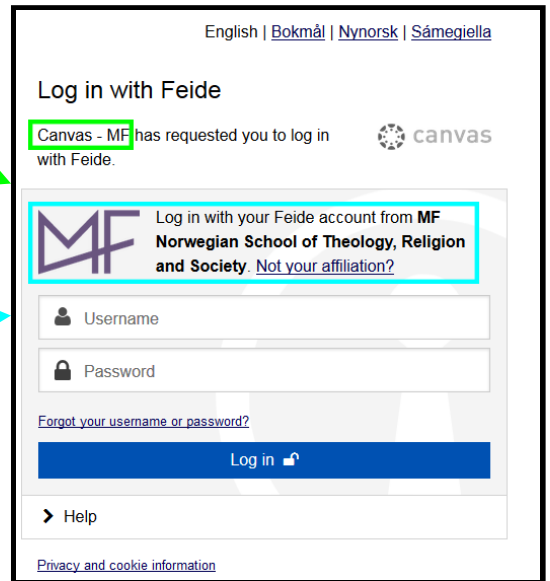 English | Bokmål | Nynorsk | Sámegiella
Log in with Feide
Canvas - MF has requested you to log in
with Feide.
canvas
MF
Log in with your Feide account from MF
Norwegian School of Theology, Religion
and Society. Not your affiliation?
Username
Password
Forgot your username or password?
Log in
Help
Privacy and cookie information